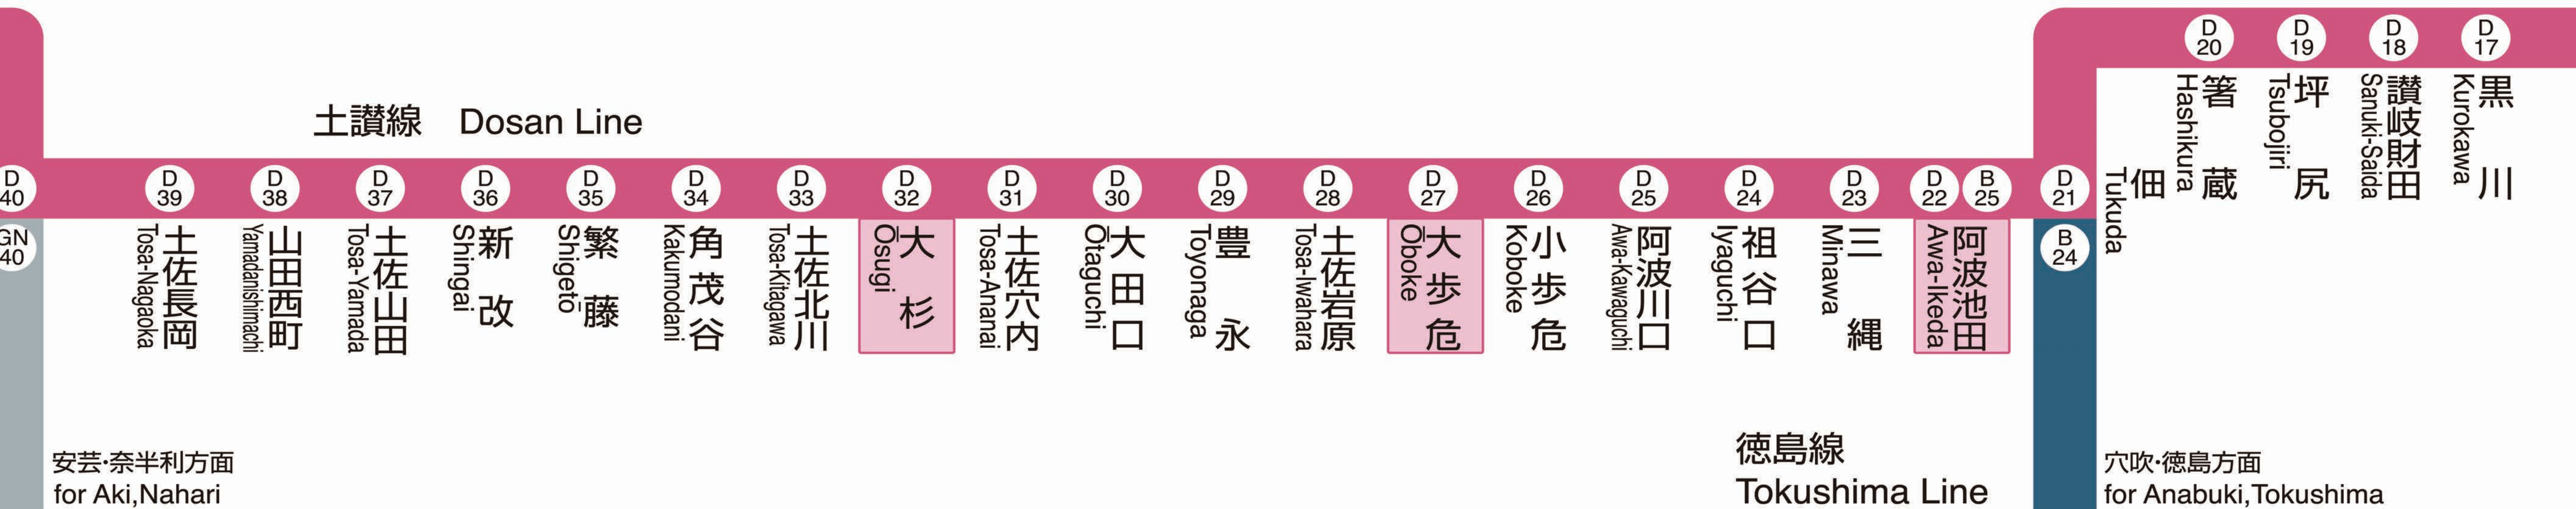 土讃線 Dosan Line
D 40
GN 40
D 39
土佐長岡
Tosa-Nagaoka
D 38
山田西町
Yamadanishimachi
D 37
土佐山田
Tosa-Yamada
D 36
新改
Shingai
D 35
繁藤
Shigetō
D 34
角茂谷
Kakumodani
D 33
土佐北川
Tosa-Kitagawa
D 32
大杉
Ōsugi
D 31
土佐穴内
Tosa-Ananai
D 30
大田口
Ōtaguchi
D 29
豊永
Toyonaga
D 28
土佐岩原
Tosa-Iwahara
D 27
大歩危
Ōboke
D 26
小歩危
Koboke
D 25
阿波川口
Awa-Kawaguchi
D 24
祖谷口
Iyaguchi
D 23
三縄
Minawa
D 22
B 25
阿波池田
Awa-Ikeda
D 21
B 24
佃
Tukuda
D 20
箸蔵
Hashikura
D 19
坪尻
Tsubojiri
D 18
讃岐財田
Sanuki-Saida
D 17
黒川
Kurokawa
安芸・奈半利方面
for Aki,Nahari
徳島線
Tokushima Line
穴吹・徳島方面
for Anabuki,Tokushima